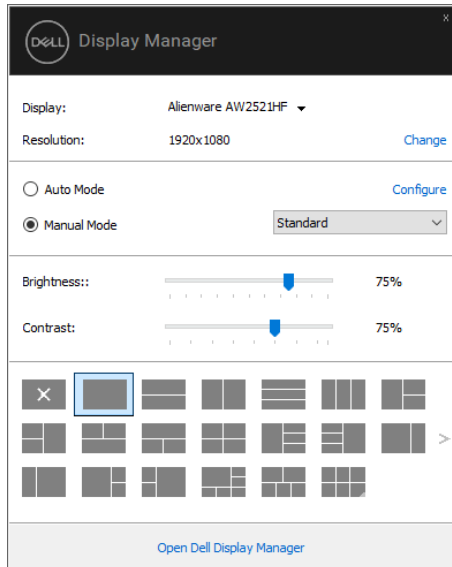 x
DELL Display Manager
Display: Alienware AW2521HF
Resolution: 1920x1080 Change
Auto Mode Configure
Manual Mode Standard
Brightness:: 75%
Contrast: 75%
Open Dell Display Manager